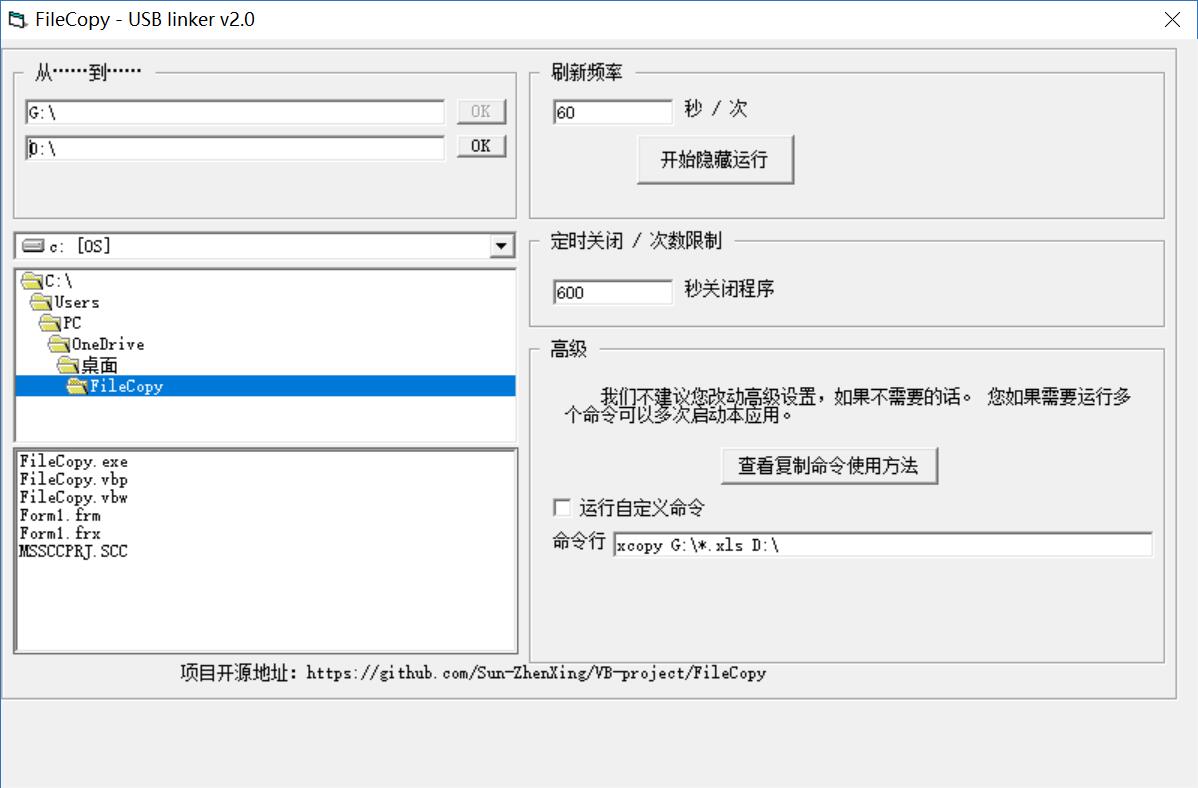 FileCopy - USB linker v2.0
从……到……
G:\
OK
D:\
OK
c: [OS]
C:\
Users
PC
OneDrive
桌面
FileCopy
FileCopy.exe
FileCopy.vbp
FileCopy.vbw
Form1.frm
Form1.frx
MSSCCPRJ.SCC
刷新频率
60 秒 / 次
开始隐藏运行
定时关闭 / 次数限制
600 秒关闭程序
高级
我们不建议您改动高级设置，如果不需要的话。 您如果需要运行多
个命令可以多次启动本应用。
查看复制命令使用方法
运行自定义命令
命令行 xcopy G:\*.xls D:\
项目开源地址：https://github.com/Sun-ZhenXing/VB-project/FileCopy